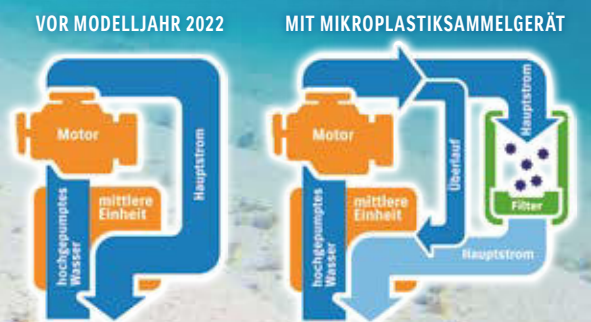 VOR MODELLJAHR 2022
Motor
Hauptstrom
mittlere
Einheit
hochgepumptes
Wasser
MIT MIKROPLASTIKSAMMELGERÄT
Motor
Hauptstrom
Überlauf
Filter
mittlere
Einheit
hochgepumptes
Wasser
Hauptstrom